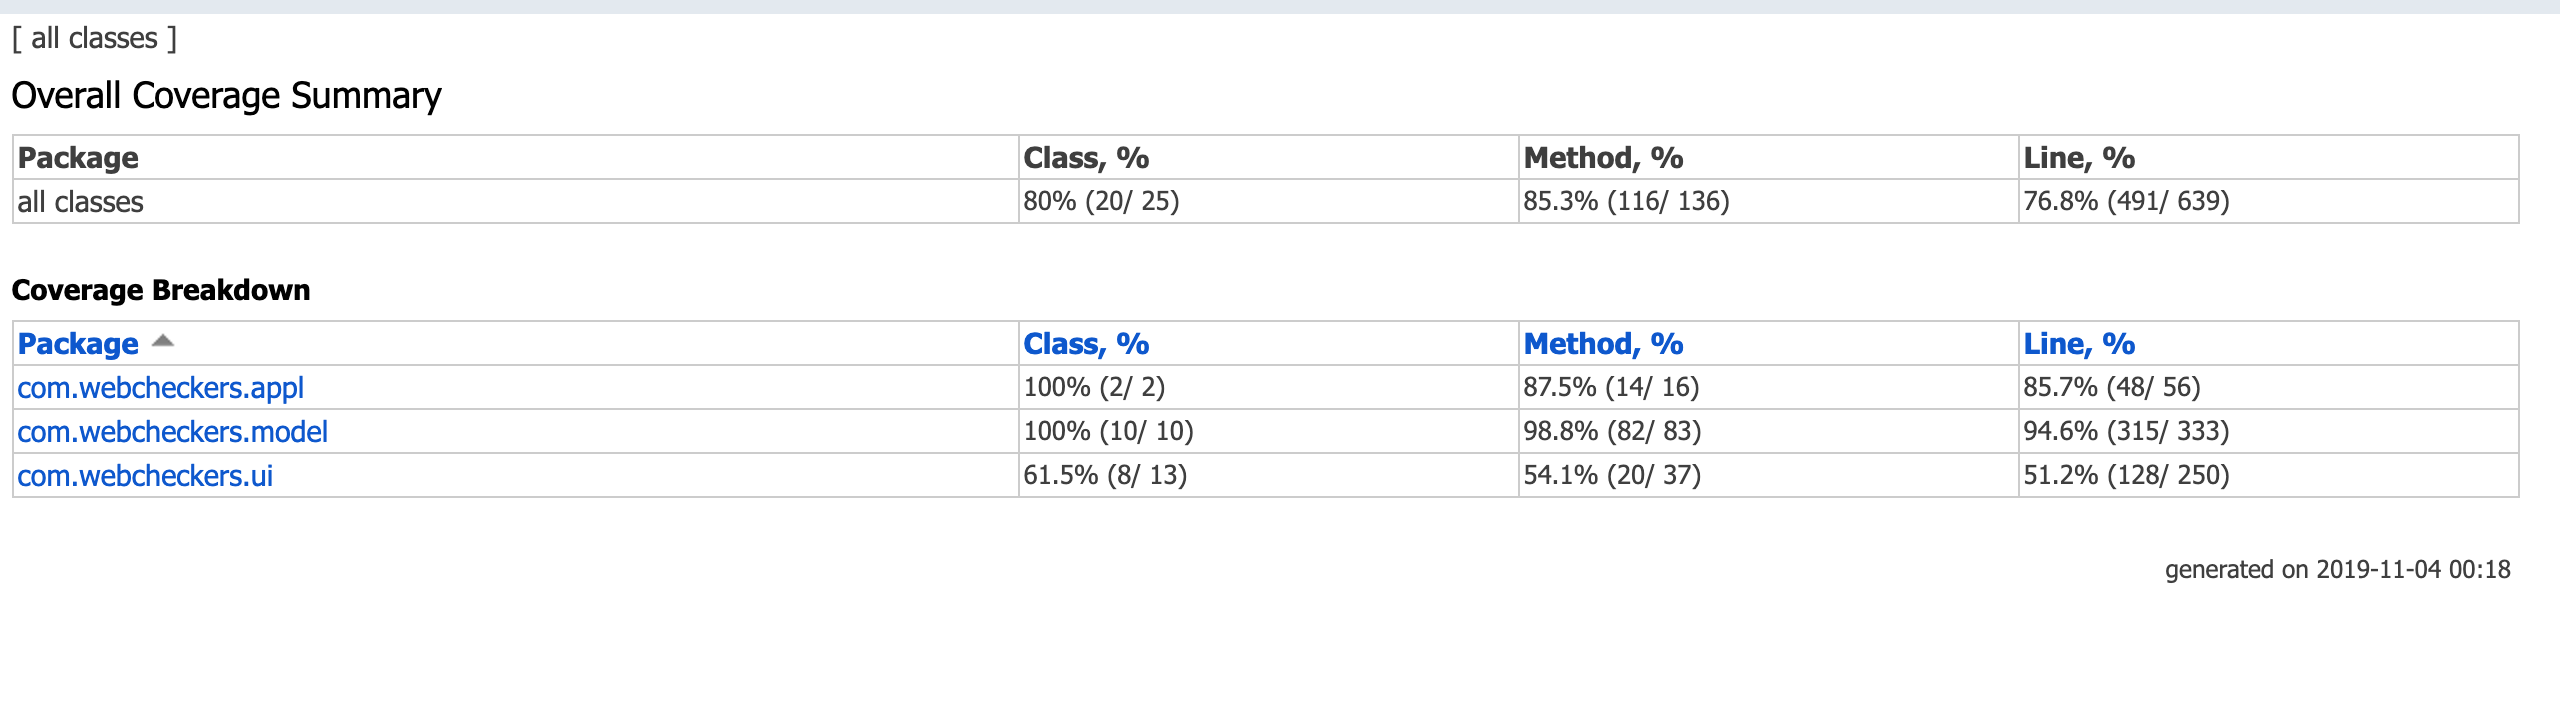 [ all classes ]
Overall Coverage Summary
Package Class, % Method, % Line, %
all classes 80% (20/ 25) 85.3% (116/ 136) 76.8% (491/ 639)
Coverage Breakdown
Package Class, % Method, % Line, %
com.webcheckers.appl 100% (2/ 2) 87.5% (14/ 16) 85.7% (48/ 56)
com.webcheckers.model 100% (10/ 10) 98.8% (82/ 83) 94.6% (315/ 333)
com.webcheckers.ui 61.5% (8/ 13) 54.1% (20/ 37) 51.2% (128/ 250)
generated on 2019-11-04 00:18